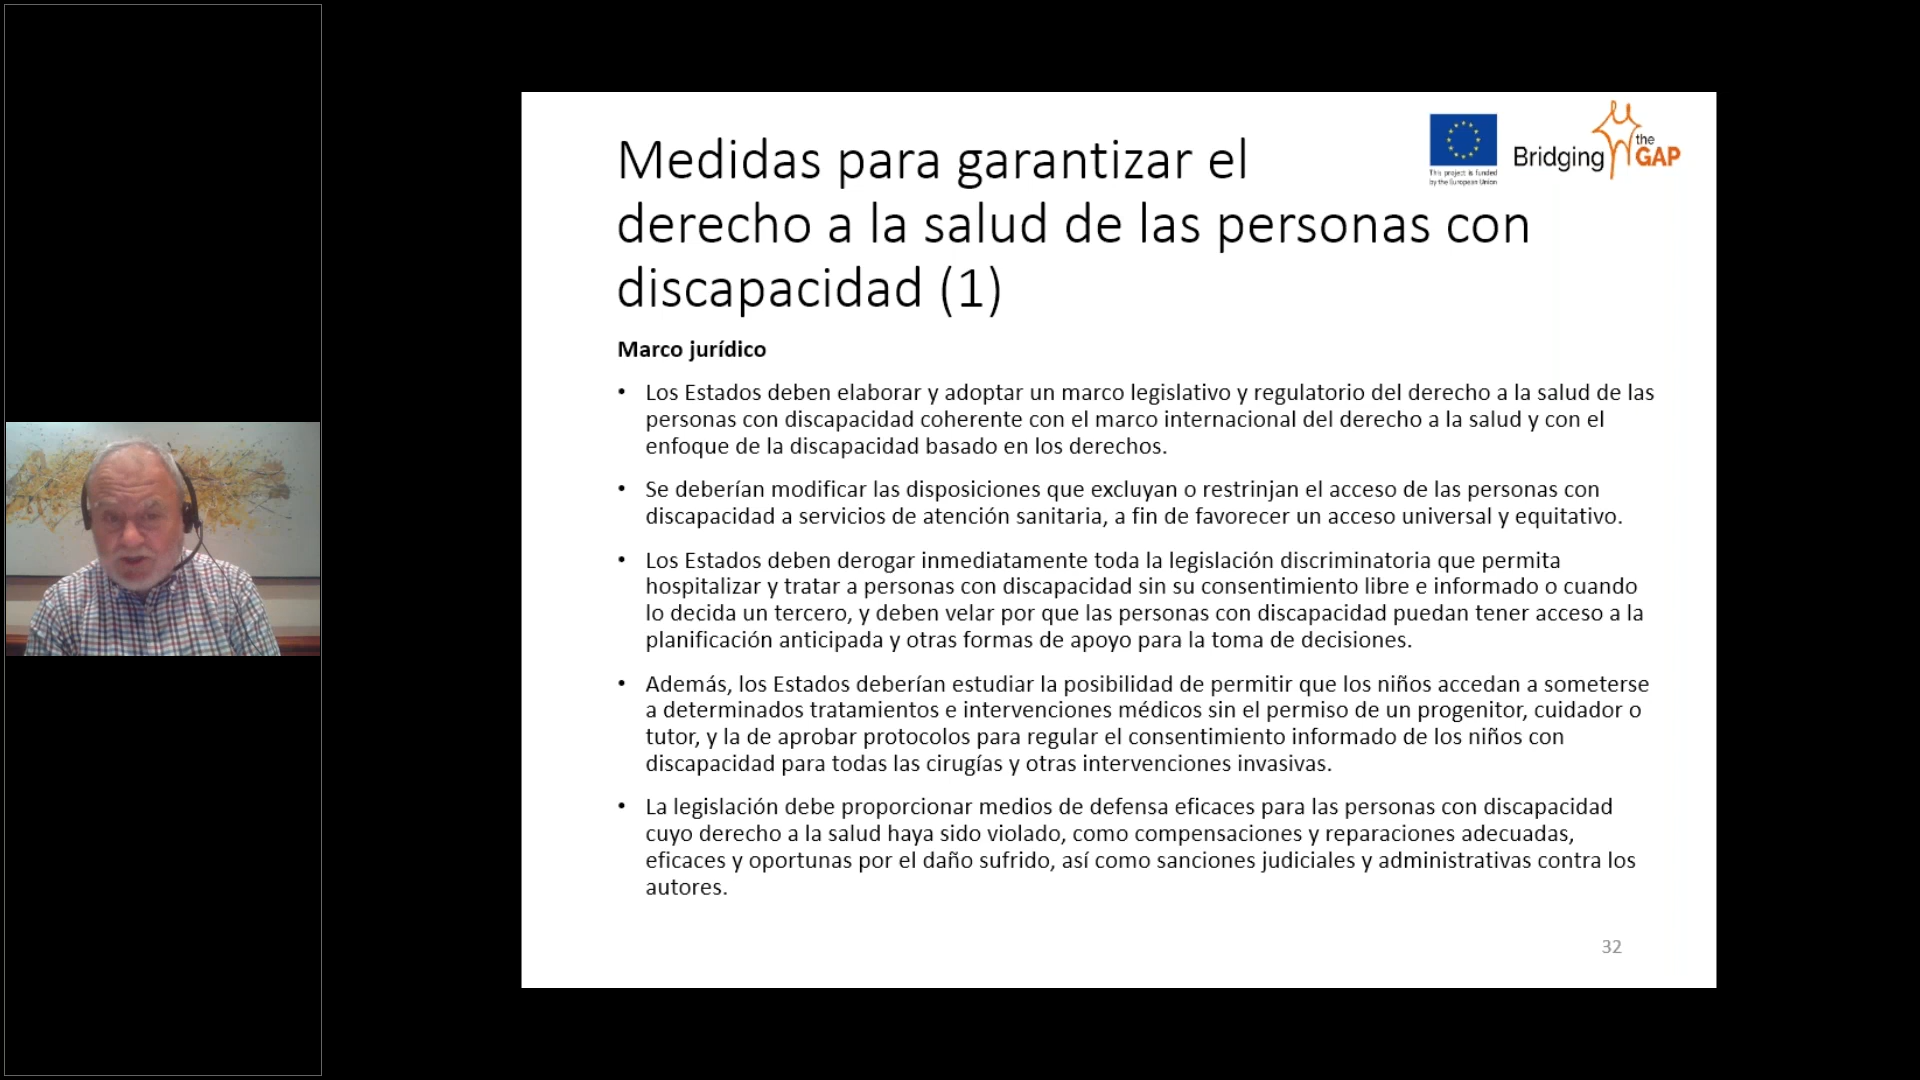 Medidas para garantizar el
derecho a la salud de las personas con
discapacidad (1)
This project is funded
by the European Union
Bridging the GAP
Marco jurídico
• Los Estados deben elaborar y adoptar un marco legislativo y regulatorio del derecho a la salud de las
personas con discapacidad coherente con el marco internacional del derecho a la salud y con el
enfoque de la discapacidad basado en los derechos.
• Se deberían modificar las disposiciones que excluyan o restrinjan el acceso de las personas con
discapacidad a servicios de atención sanitaria, a fin de favorecer un acceso universal y equitativo.
• Los Estados deben derogar inmediatamente toda la legislación discriminatoria que permita
hospitalizar y tratar a personas con discapacidad sin su consentimiento libre e informado o cuando
lo decida un tercero, y deben velar por que las personas con discapacidad puedan tener acceso a la
planificación anticipada y otras formas de apoyo para la toma de decisiones.
• Además, los Estados deberían estudiar la posibilidad de permitir que los niños accedan a someterse
a determinados tratamientos e intervenciones médicos sin el permiso de un progenitor, cuidador o
tutor, y la de aprobar protocolos para regular el consentimiento informado de los niños con
discapacidad para todas las cirugías y otras intervenciones invasivas.
• La legislación debe proporcionar medios de defensa eficaces para las personas con discapacidad
cuyo derecho a la salud haya sido violado, como compensaciones y reparaciones adecuadas,
eficaces y oportunas por el daño sufrido, así como sanciones judiciales y administrativas contra los
autores.
32